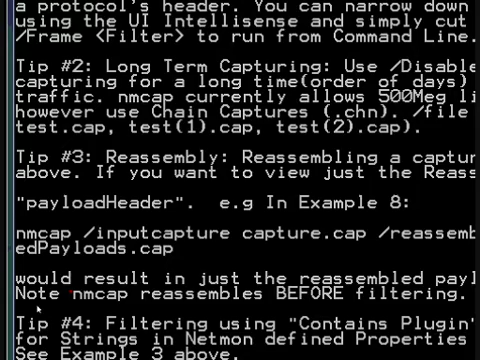 a protocol's header. You can narrow down
using the UI Intellisense and simply cut
/Frame <Filter> to run from Command Line.
Tip #2: Long Term Capturing: Use /Disable
capturing for a long time(order of days)
traffic. nmcap currently allows 500Meg li
however use Chain Captures (.chn). /file
test.cap, test(1).cap, test(2).cap).
Tip #3: Reassembly: Reassembling a captur
above. If you want to view just the Reass
"payloadHeader". e.g In Example 8:
nmcap /inputcapture capture.cap /reassemb
edPayloads.cap
would result in just the reassembled payl
Note nmcap reassembles BEFORE filtering.
Tip #4: Filtering using "Contains Plugin"
for Strings in Netmon defined Properties
See Example 3 above.